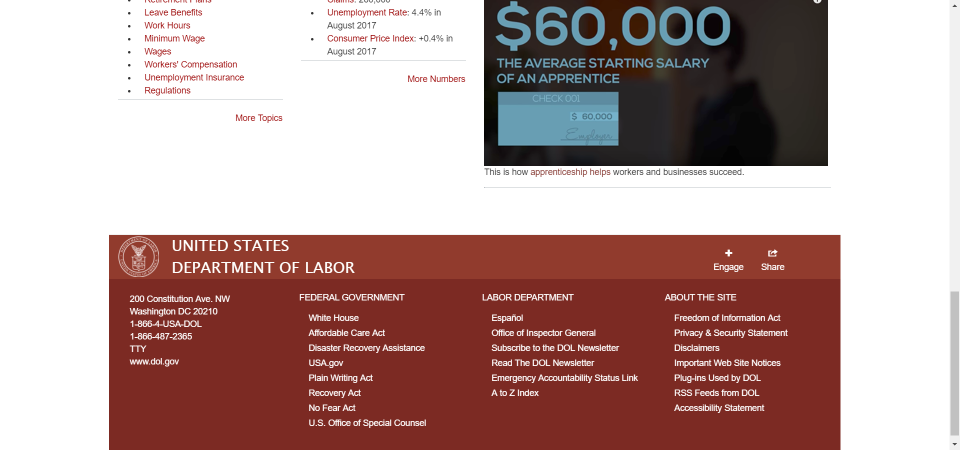 Retirement Plans
Leave Benefits
Work Hours
Minimum Wage
Wages
Workers' Compensation
Unemployment Insurance
Regulations
More Topics
Unemployment Rate: 4.4% in
August 2017
Consumer Price Index: +0.4% in
August 2017
More Numbers
$60,000
THE AVERAGE STARTING SALARY
OF AN APPRENTICE
CHECK 001
$ 60,000
Employer
This is how apprenticeship helps workers and businesses succeed.
UNITED STATES
DEPARTMENT OF LABOR
Engage
Share
200 Constitution Ave. NW
Washington DC 20210
1-866-4-USA-DOL
1-866-487-2365
TTY
www.dol.gov
FEDERAL GOVERNMENT
White House
Affordable Care Act
Disaster Recovery Assistance
USA.gov
Plain Writing Act
Recovery Act
No Fear Act
U.S. Office of Special Counsel
LABOR DEPARTMENT
Español
Office of Inspector General
Subscribe to the DOL Newsletter
Read The DOL Newsletter
Emergency Accountability Status Link
A to Z Index
ABOUT THE SITE
Freedom of Information Act
Privacy & Security Statement
Disclaimers
Important Web Site Notices
Plug-ins Used by DOL
RSS Feeds from DOL
Accessibility Statement